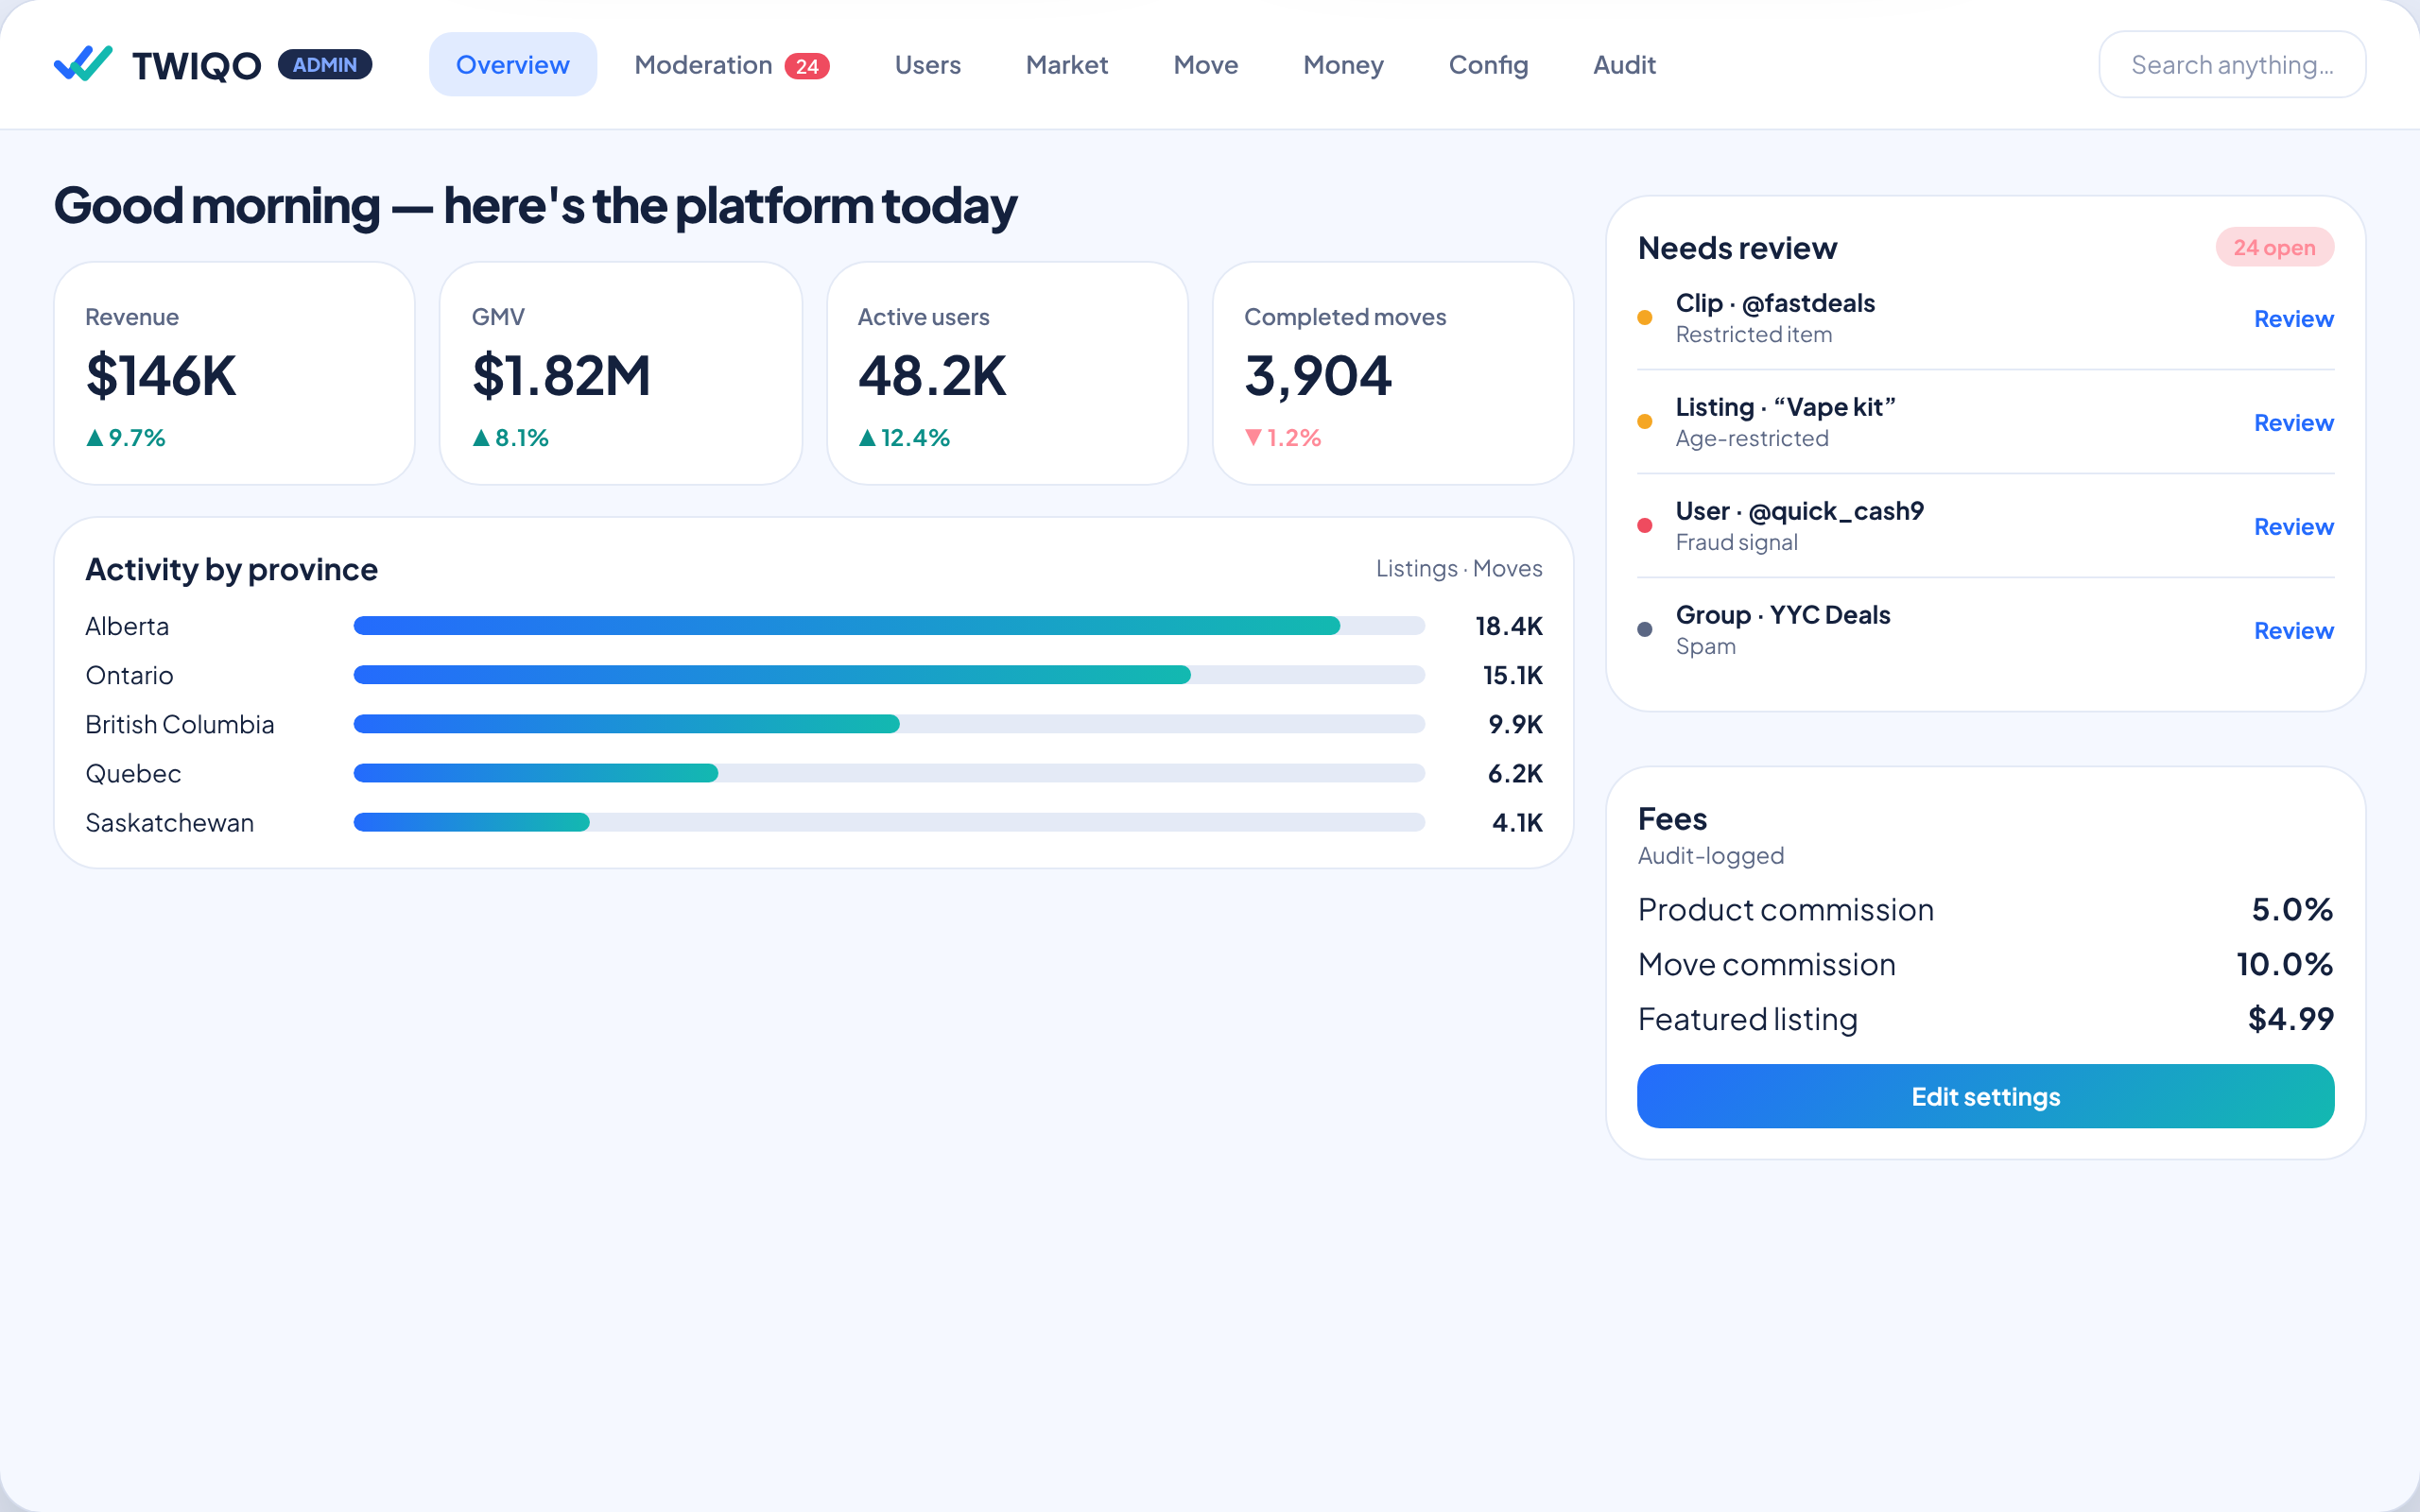 TWIQO ADMIN Overview Moderation 24 Users Market Move Money Config Audit Search anything...
Good morning — here's the platform today
Revenue
$146K
▲ 9.7%
GMV
$1.82M
▲ 8.1%
Active users
48.2K
▲ 12.4%
Completed moves
3,904
▼ 1.2%
Activity by province Listings · Moves
Alberta 18.4K
Ontario 15.1K
British Columbia 9.9K
Quebec 6.2K
Saskatchewan 4.1K
Needs review 24 open
Clip · @fastdeals
Restricted item
Review
Listing · “Vape kit”
Age-restricted
Review
User · @quick_cash9
Fraud signal
Review
Group · YYC Deals
Spam
Review
Fees
Audit-logged
Product commission 5.0%
Move commission 10.0%
Featured listing $4.99
Edit settings